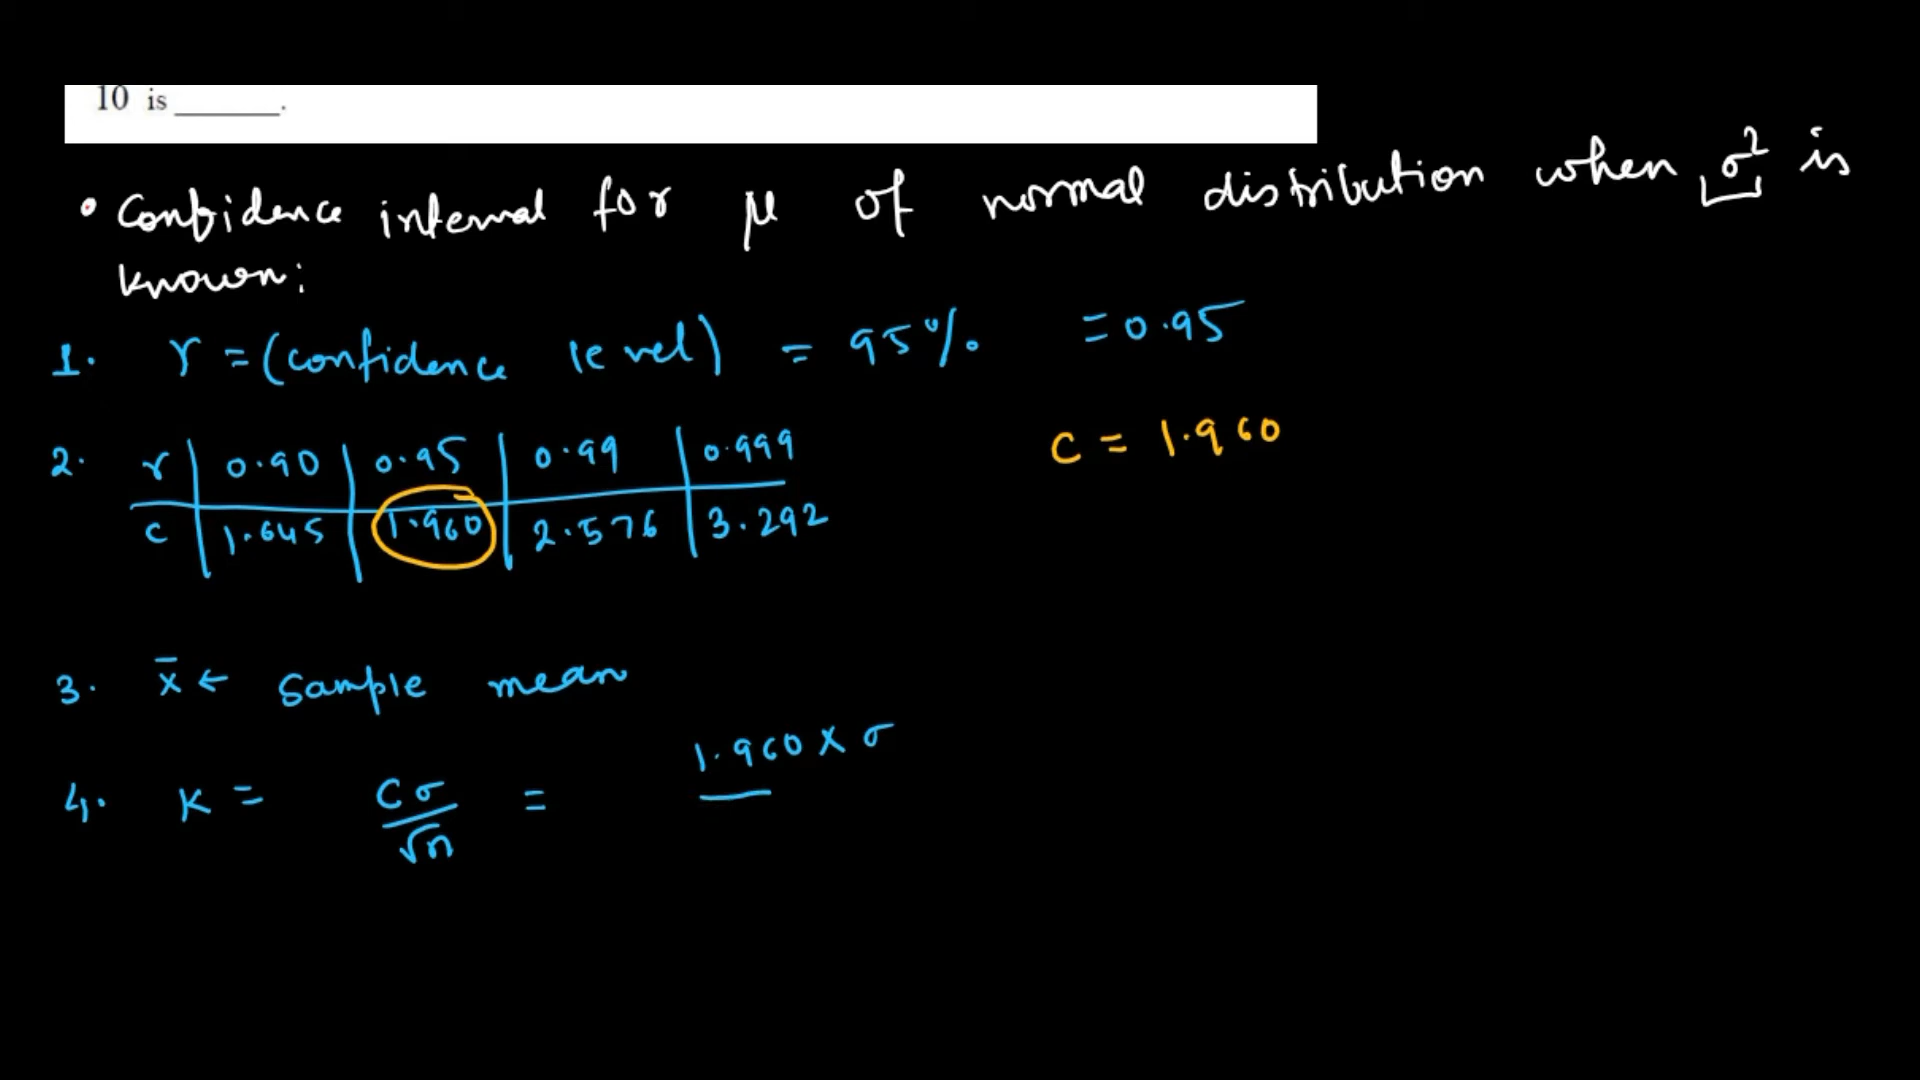 10 is ______.
• Confidence interval for μ of normal distribution when σ² is
known:
1. γ = (confidence level) = 95% = 0.95
2. γ | 0.90 | 0.95 | 0.99 | 0.999
c | 1.645 | 1.960 | 2.576 | 3.292
C = 1.960
3. x̄ ← sample mean
4. K = Cσ/√n = 1.960 × σ